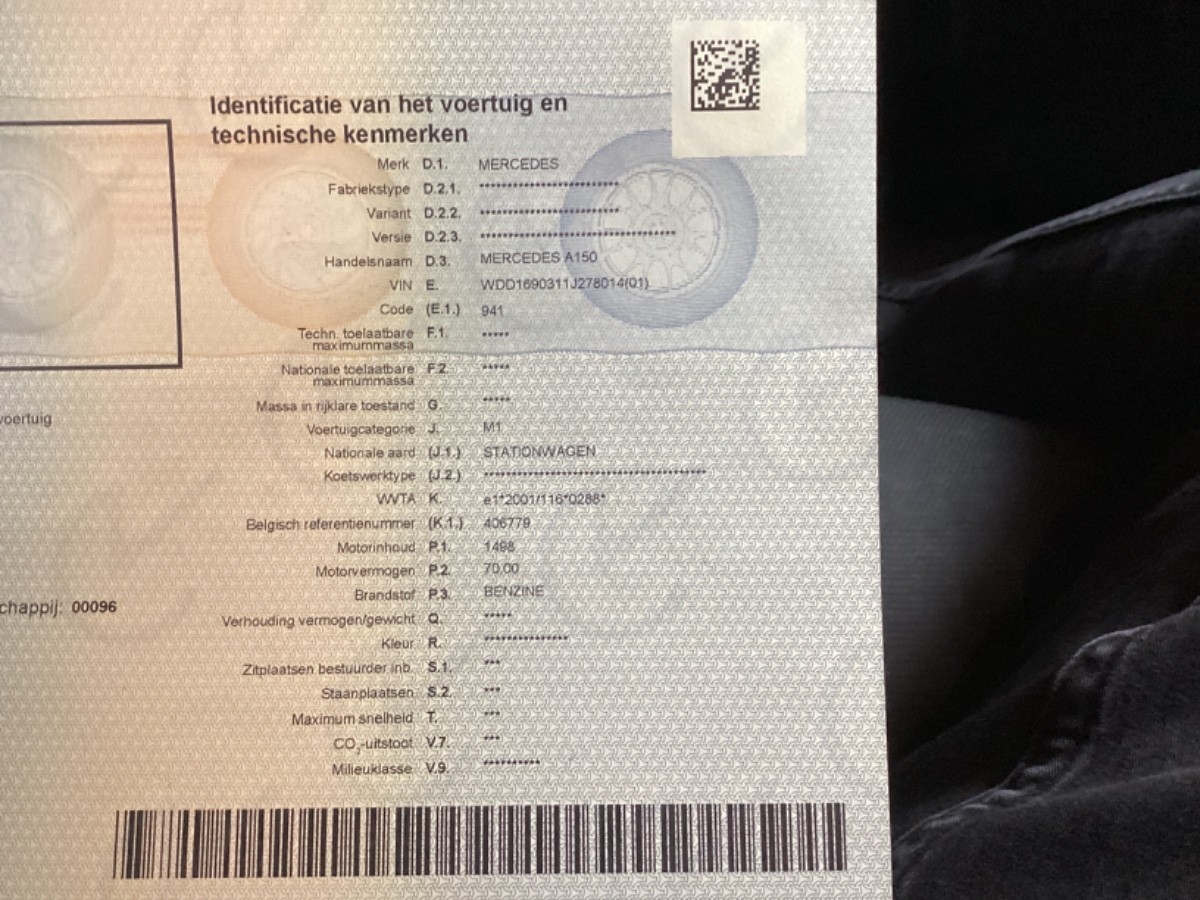 Identificatie van het voertuig en
technische kenmerken
Merk D.1. MERCEDES
Fabriekstype D.2.1. ************************
Variant D.2.2. ************************
Versie D.2.3. **********************************
Handelsnaam D.3. MERCEDES A150
VIN E. WDD1690311J278014(01)
Code (E.1.) 941
Techn. toelaatbare F.1. *****
maximummassa
Nationale toelaatbare F.2. *****
maximummassa
Massa in rijklare toestand G. *****
voertuig
Voertuigcategorie J. M1
Nationale aard (J.1.) STATIONWAGEN
Koetswerktype (J.2.) ****************************************
WVTA K. e1*2001/116*0288*
Belgisch referentienummer (K.1.) 406779
Motorinhoud P.1. 1498
Motorvermogen P.2. 70,00
Brandstof P.3. BENZINE
chappij: 00096
Verhouding vermogen/gewicht Q. *****
Kleur R. ***************
Zitplaatsen bestuurder inb. S.1. ***
Staanplaatsen S.2. ***
Maximum snelheid T. ***
CO₂-uitstoot V.7. ***
Milieuklasse V.9. **********